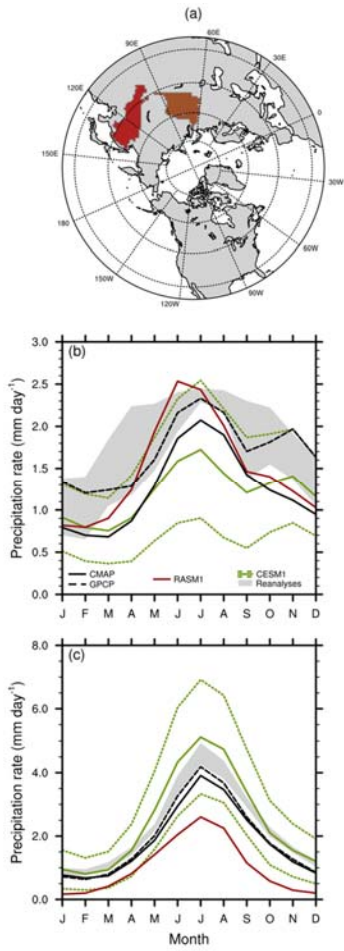 (a)
90E
60E
30E
120E
0
150E
30W
180
60W
150W
120W
90W
(b)
3.0
2.5
2.0
1.5
1.0
0.5
0.0
Precipitation rate (mm day⁻¹)
CMAP
GPCP
RASM1
CESM1
Reanalyses
J F M A M J J A S O N D
(c)
8.0
6.0
4.0
2.0
0.0
Precipitation rate (mm day⁻¹)
J F M A M J J A S O N D
Month